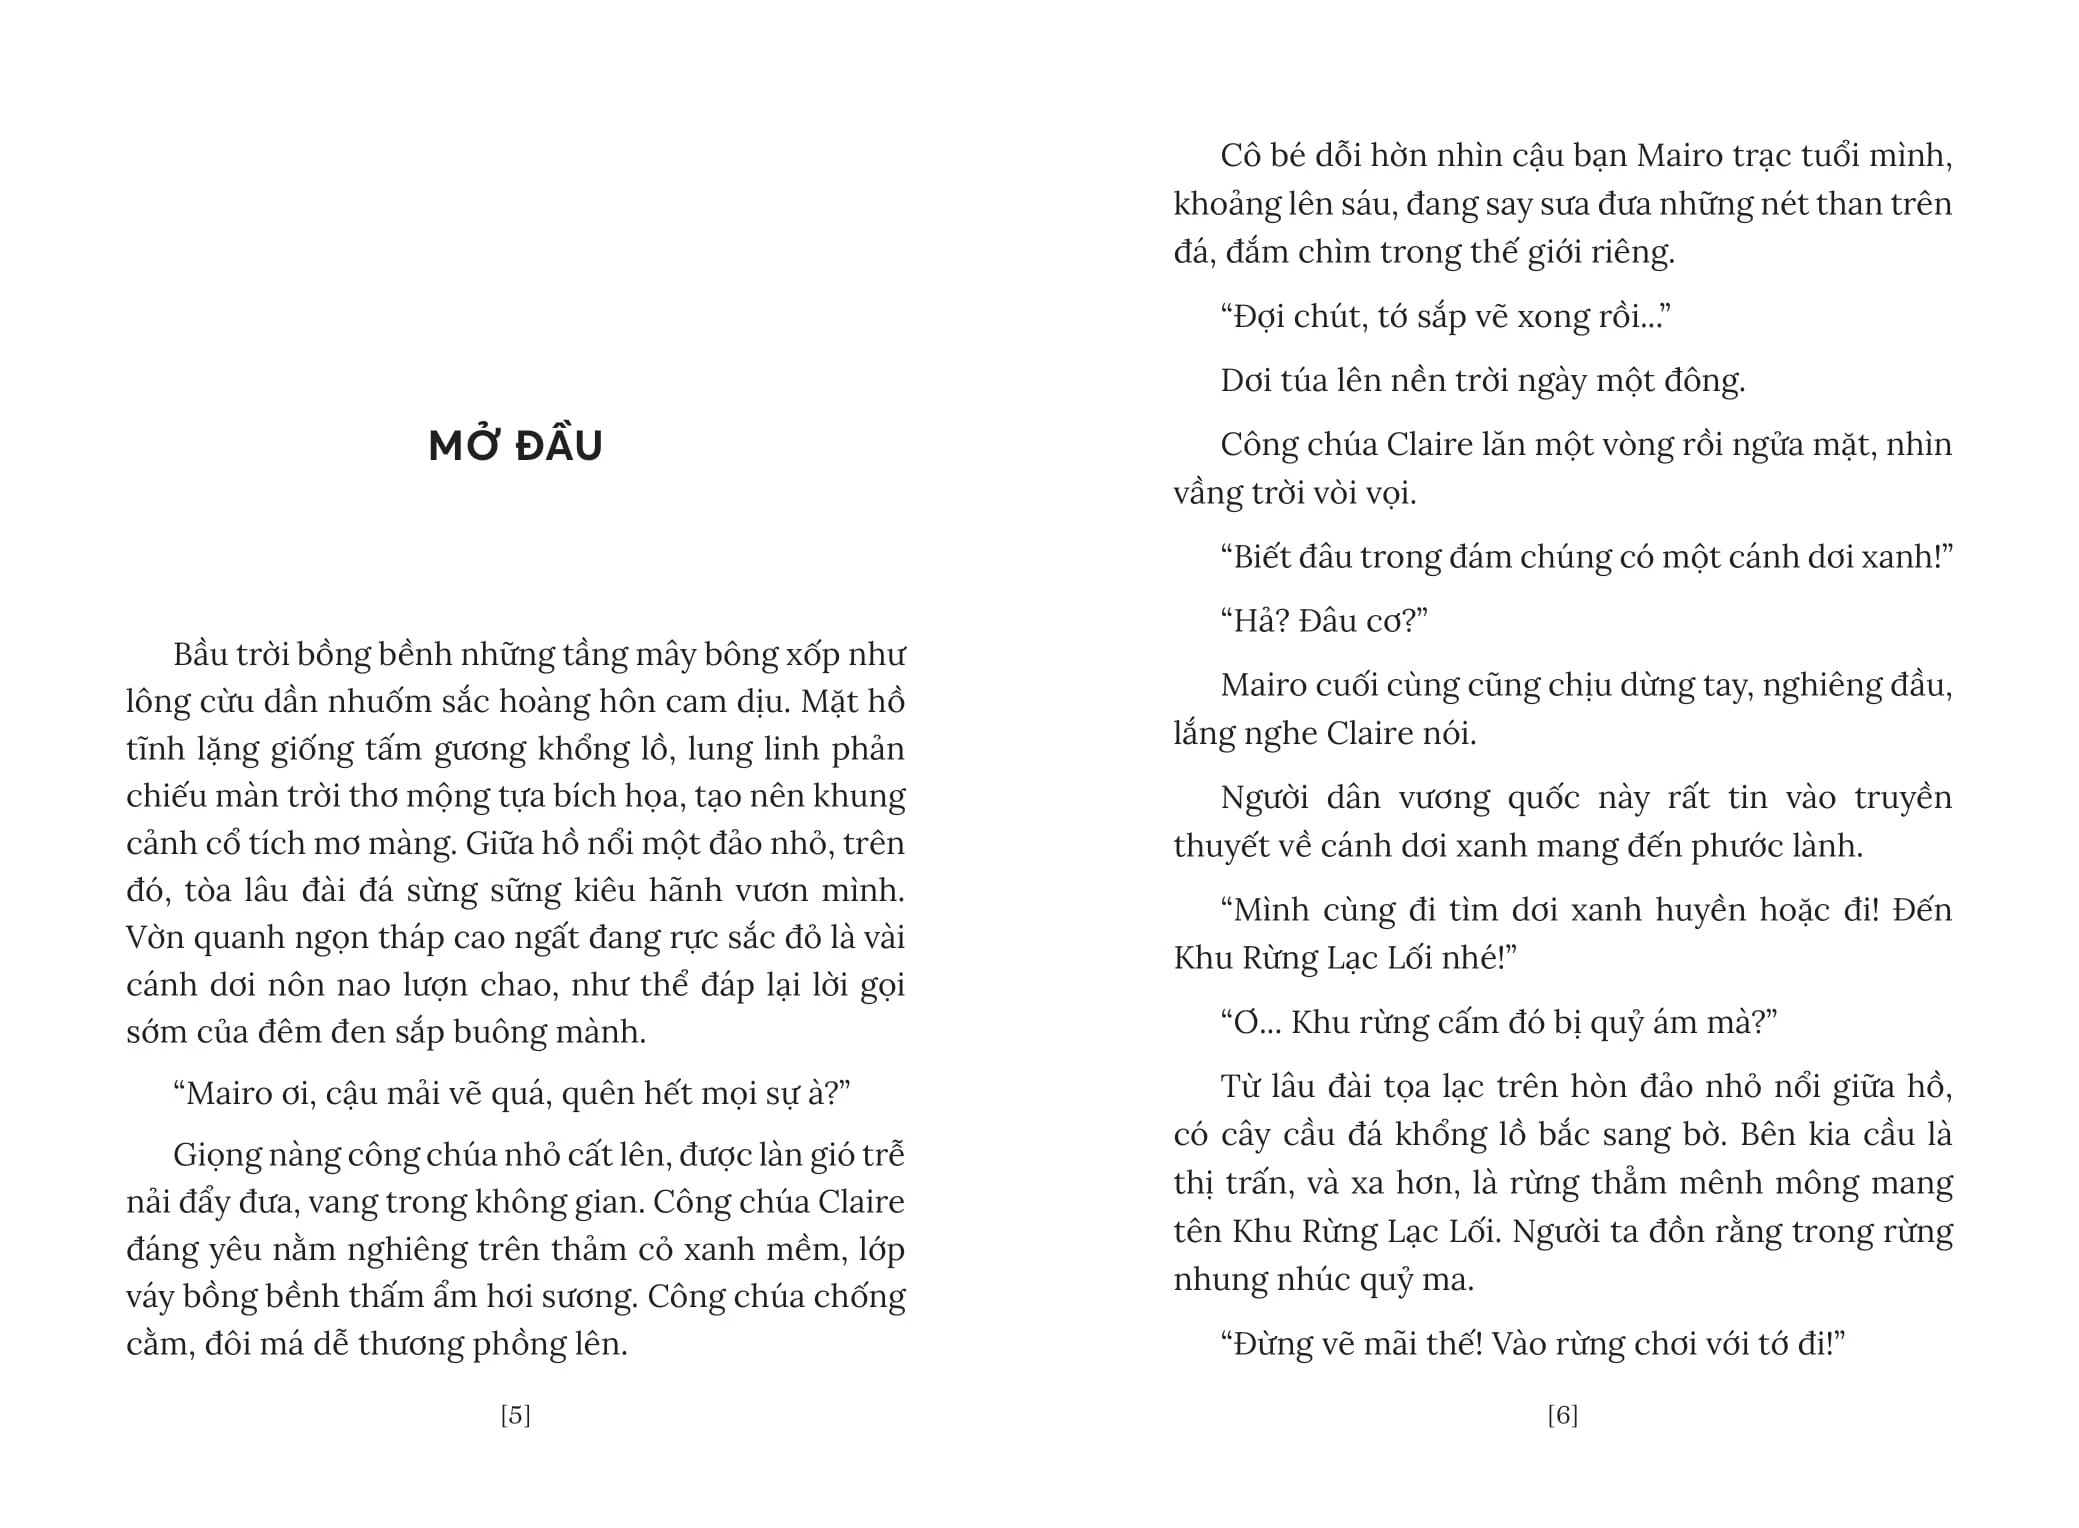 MỞ ĐẦU
Bầu trời bồng bềnh những tầng mây bông xốp như
lông cừu dần nhuốm sắc hoàng hôn cam dịu. Mặt hồ
tĩnh lặng giống tấm gương khổng lồ, lung linh phản
chiếu màn trời thơ mộng tựa bích họa, tạo nên khung
cảnh cổ tích mơ màng. Giữa hồ nổi một đảo nhỏ, trên
đó, tòa lâu đài đá sừng sững kiêu hãnh vươn mình.
Vờn quanh ngọn tháp cao ngất đang rực sắc đỏ là vài
cánh dơi nôn nao lượn chao, như thể đáp lại lời gọi
sớm của đêm đen sắp buông mành.
“Mairo ơi, cậu mải vẽ quá, quên hết mọi sự à?”
Giọng nàng công chúa nhỏ cất lên, được làn gió trễ
nải đẩy đưa, vang trong không gian. Công chúa Claire
đáng yêu nằm nghiêng trên thảm cỏ xanh mềm, lớp
váy bồng bềnh thấm ẩm hơi sương. Công chúa chống
cằm, đôi má dễ thương phồng lên.
[5]
Cô bé dỗi hờn nhìn cậu bạn Mairo trạc tuổi mình,
khoảng lên sáu, đang say sưa đưa những nét than trên
đá, đắm chìm trong thế giới riêng.
“Đợi chút, tớ sắp vẽ xong rồi...”
Dơi túa lên nền trời ngày một đông.
Công chúa Claire lăn một vòng rồi ngửa mặt, nhìn
vầng trời vòi vọi.
“Biết đâu trong đám chúng có một cánh dơi xanh!”
“Hả? Đâu cơ?”
Mairo cuối cùng cũng chịu dừng tay, nghiêng đầu,
lắng nghe Claire nói.
Người dân vương quốc này rất tin vào truyền
thuyết về cánh dơi xanh mang đến phước lành.
“Mình cùng đi tìm dơi xanh huyền hoặc đi! Đến
Khu Rừng Lạc Lối nhé!”
“Ơ... Khu rừng cấm đó bị quỷ ám mà?”
Từ lâu đài tọa lạc trên hòn đảo nhỏ nổi giữa hồ,
có cây cầu đá khổng lồ bắc sang bờ. Bên kia cầu là
thị trấn, và xa hơn, là rừng thẳm mênh mông mang
tên Khu Rừng Lạc Lối. Người ta đồn rằng trong rừng
nhung nhúc quỷ ma.
“Đừng vẽ mãi thế! Vào rừng chơi với tớ đi!”
[6]